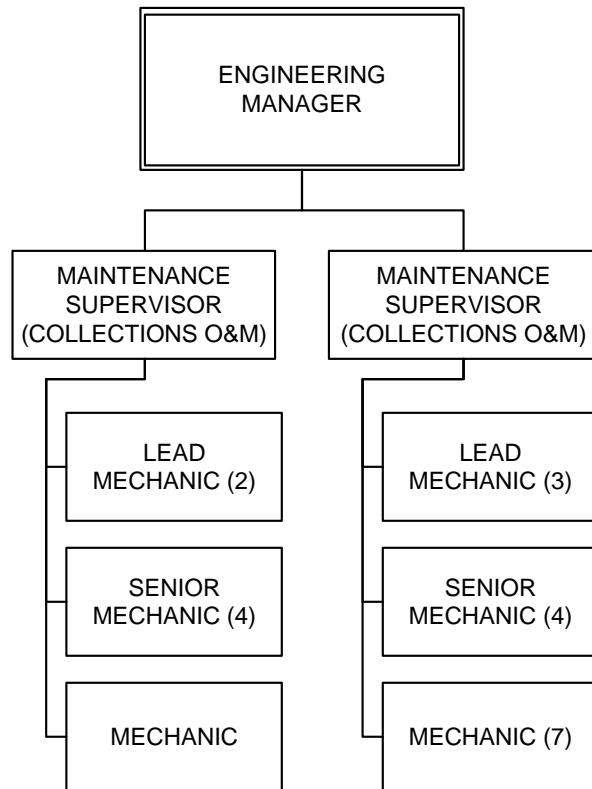 ENGINEERING
MANAGER
MAINTENANCE
SUPERVISOR
(COLLECTIONS O&M)
MAINTENANCE
SUPERVISOR
(COLLECTIONS O&M)
LEAD
MECHANIC (2)
LEAD
MECHANIC (3)
SENIOR
MECHANIC (4)
SENIOR
MECHANIC (4)
MECHANIC
MECHANIC (7)